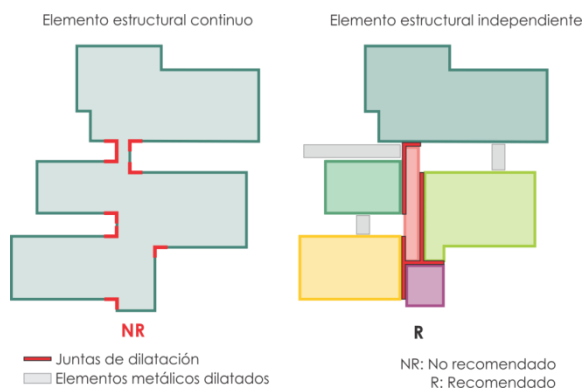 Elemento estructural continuo
Elemento estructural independiente
NR
R
Juntas de dilatación
Elementos metálicos dilatados
NR: No recomendado
R: Recomendado